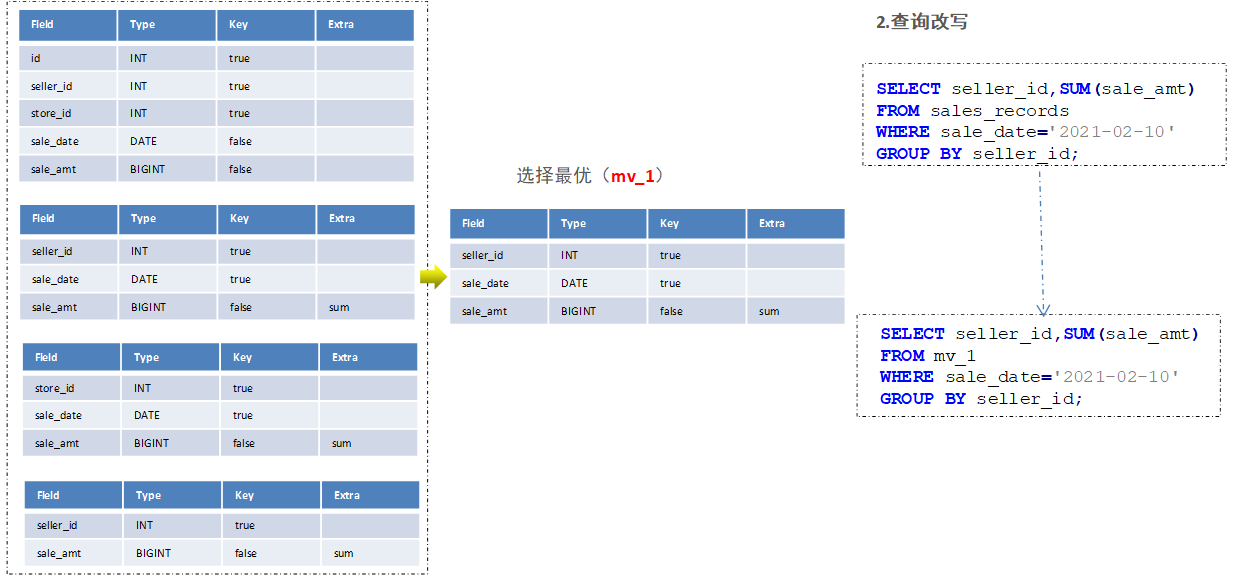 Field Type Key Extra
id INT true
seller_id INT true
store_id INT true
sale_date DATE false
sale_amt BIGINT false
Field Type Key Extra
seller_id INT true
sale_date DATE true
sale_amt BIGINT false sum
Field Type Key Extra
store_id INT true
sale_date DATE true
sale_amt BIGINT false sum
Field Type Key Extra
seller_id INT true
sale_amt BIGINT false sum
选择最优（mv_1）
Field Type Key Extra
seller_id INT true
sale_date DATE true
sale_amt BIGINT false sum
2.查询改写
SELECT seller_id,SUM(sale_amt)
FROM sales_records
WHERE sale_date='2021-02-10'
GROUP BY seller_id;
SELECT seller_id,SUM(sale_amt)
FROM mv_1
WHERE sale_date='2021-02-10'
GROUP BY seller_id;